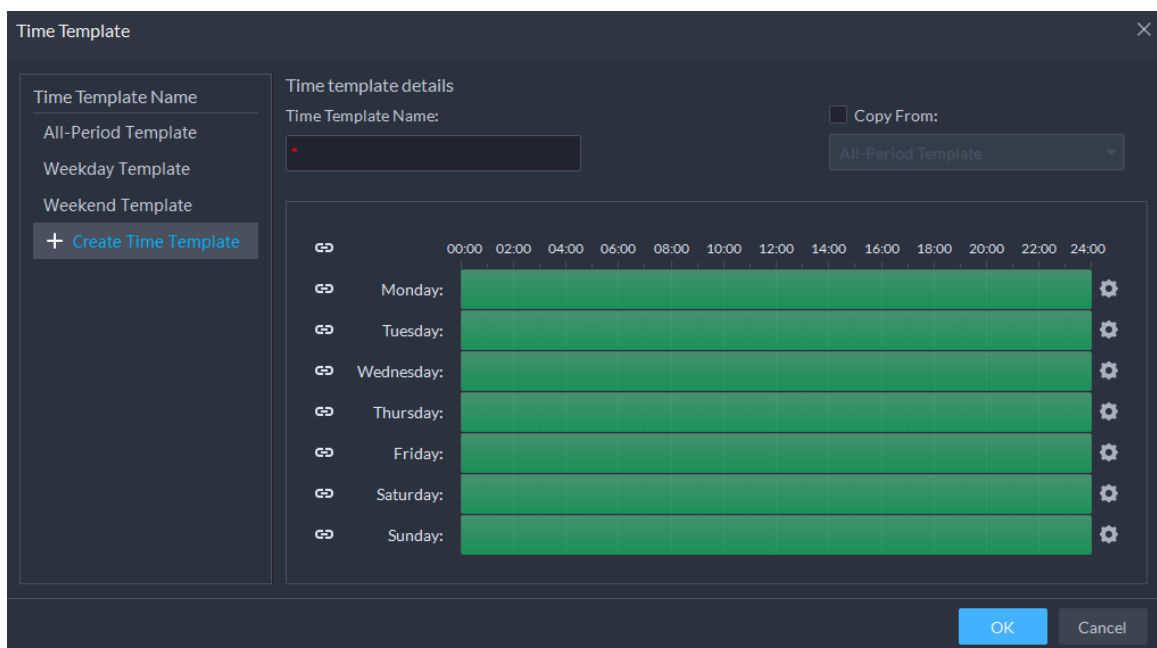 Time Template
Time Template Name
All-Period Template
Weekday Template
Weekend Template
+ Create Time Template
Time template details
Time Template Name:
*
Copy From:
All-Period Template
00:00 02:00 04:00 06:00 08:00 10:00 12:00 14:00 16:00 18:00 20:00 22:00 24:00
Monday:
Tuesday:
Wednesday:
Thursday:
Friday:
Saturday:
Sunday:
OK Cancel